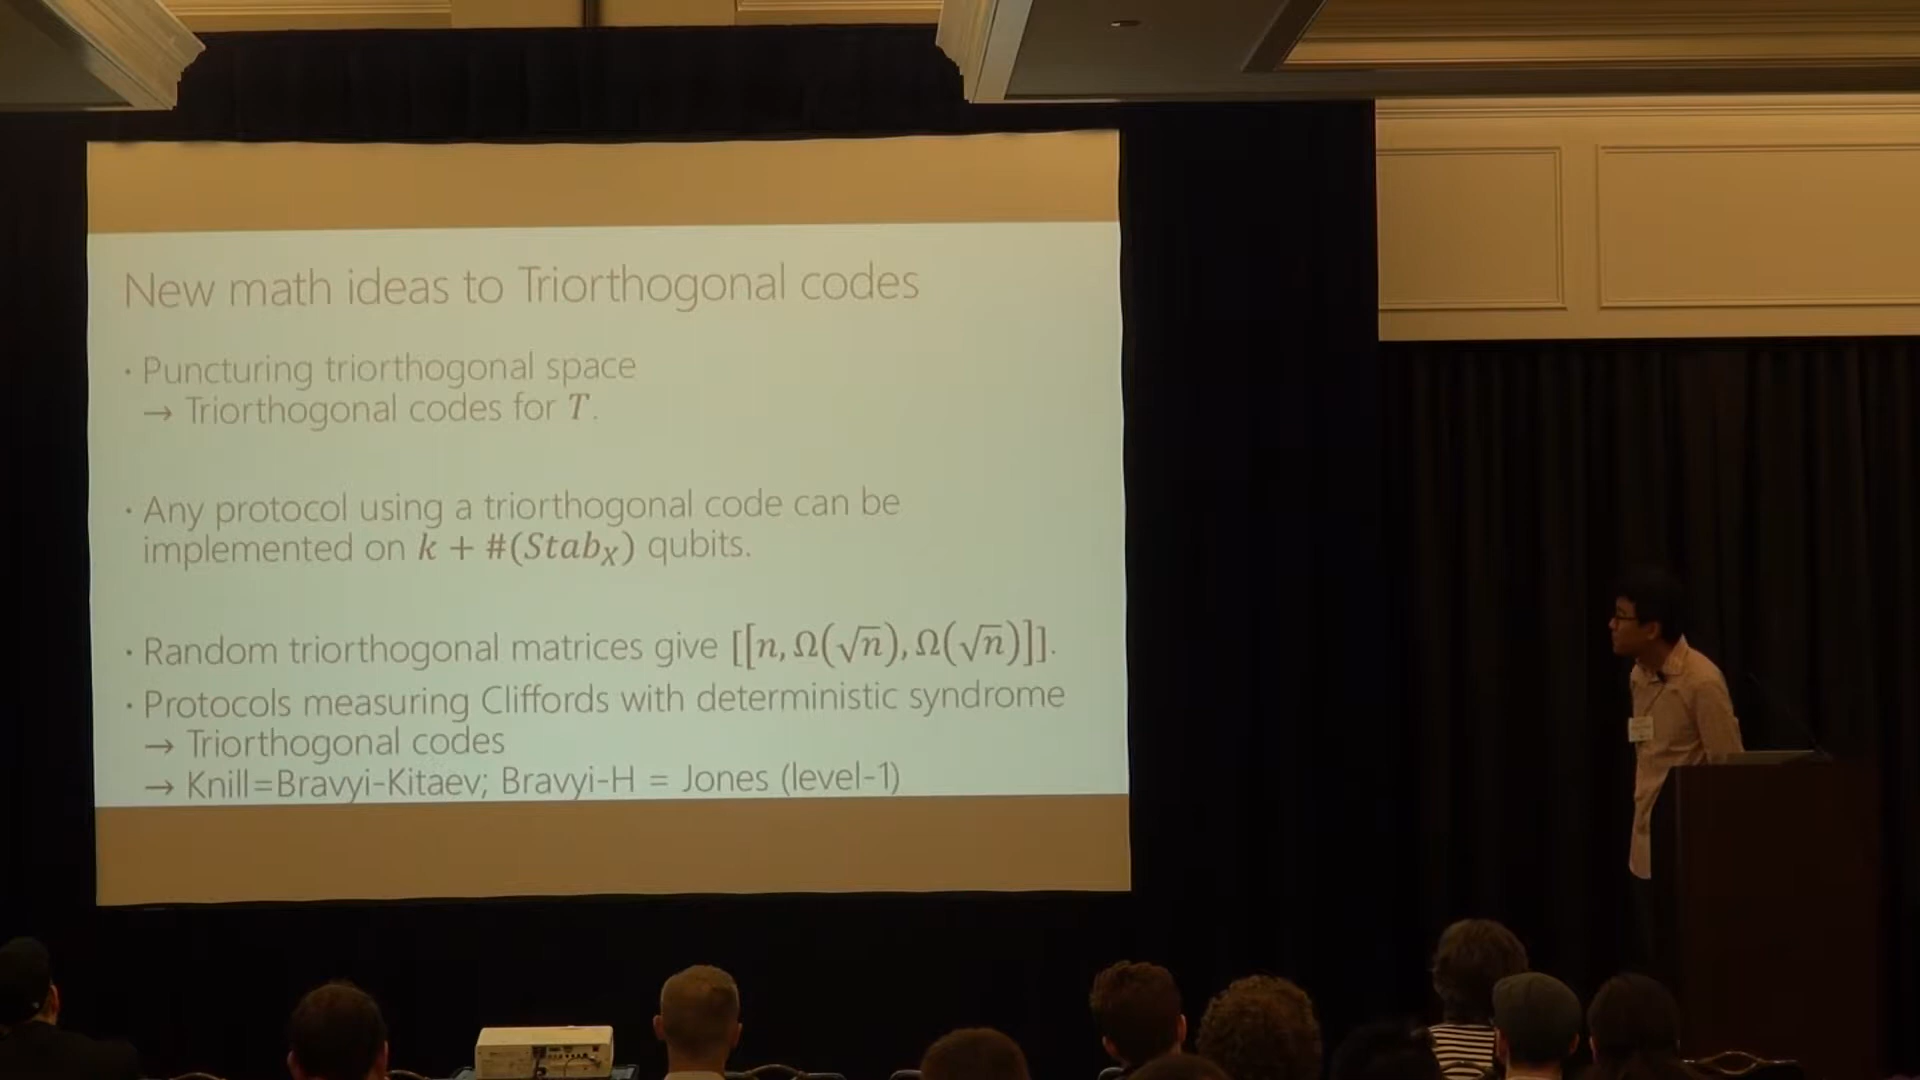 New math ideas to Triorthogonal codes
· Puncturing triorthogonal space
→ Triorthogonal codes for T.
· Any protocol using a triorthogonal code can be
implemented on k + #(Stab_X) qubits.
· Random triorthogonal matrices give [[n, Ω(√n), Ω(√n)]].
· Protocols measuring Cliffords with deterministic syndrome
→ Triorthogonal codes
→ Knill=Bravyi-Kitaev; Bravyi-H = Jones (level-1)